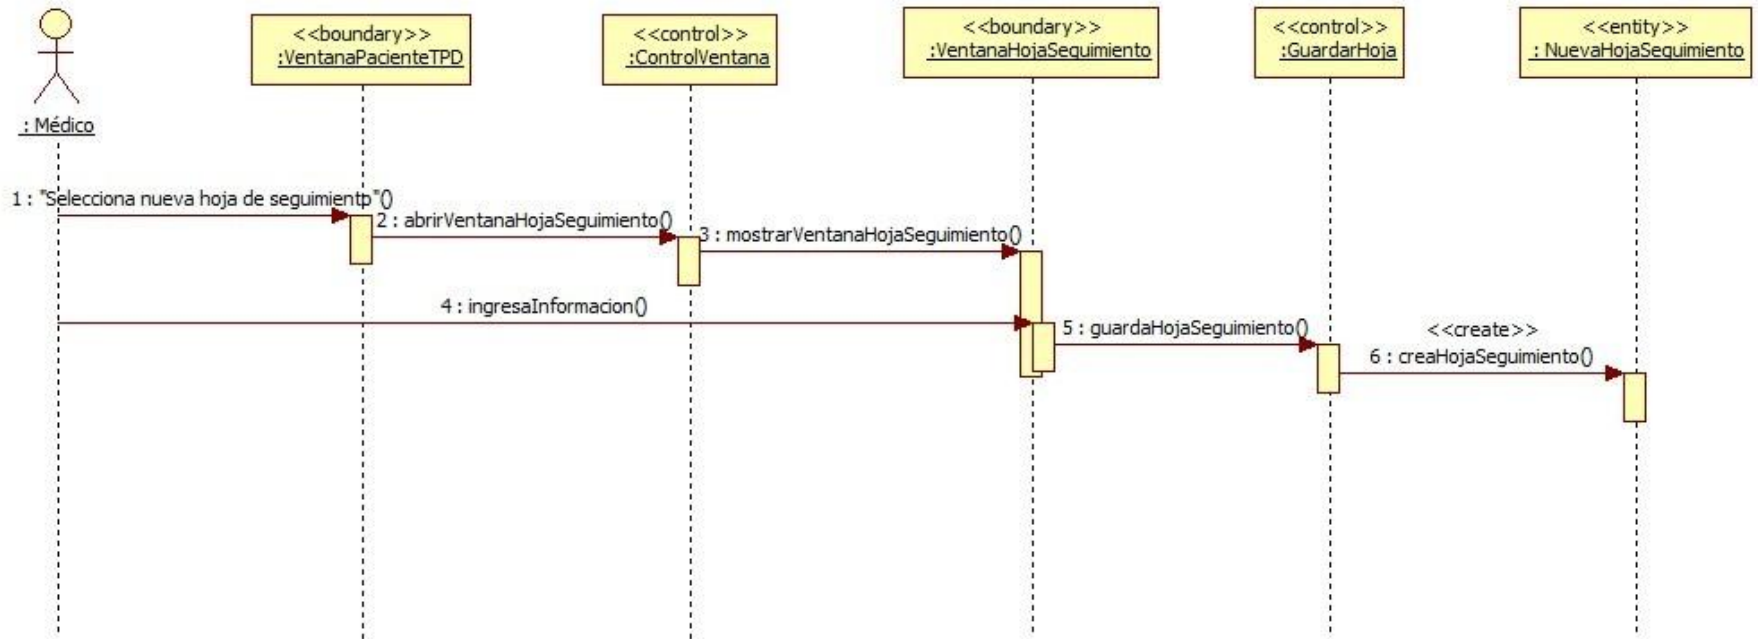 <<boundary>>
:VentanaPacienteTPD
<<control>>
:ControlVentana
<<boundary>>
:VentanaHojaSeguimiento
<<control>>
:GuardarHoja
<<entity>>
: NuevaHojaSeguimiento
: Médico
1 : "Selecciona nueva hoja de seguimiento"()
2 : abrirVentanaHojaSeguimiento()
3 : mostrarVentanaHojaSeguimiento()
4 : ingresaInformacion()
5 : guardaHojaSeguimiento()
<<create>>
6 : creaHojaSeguimiento()